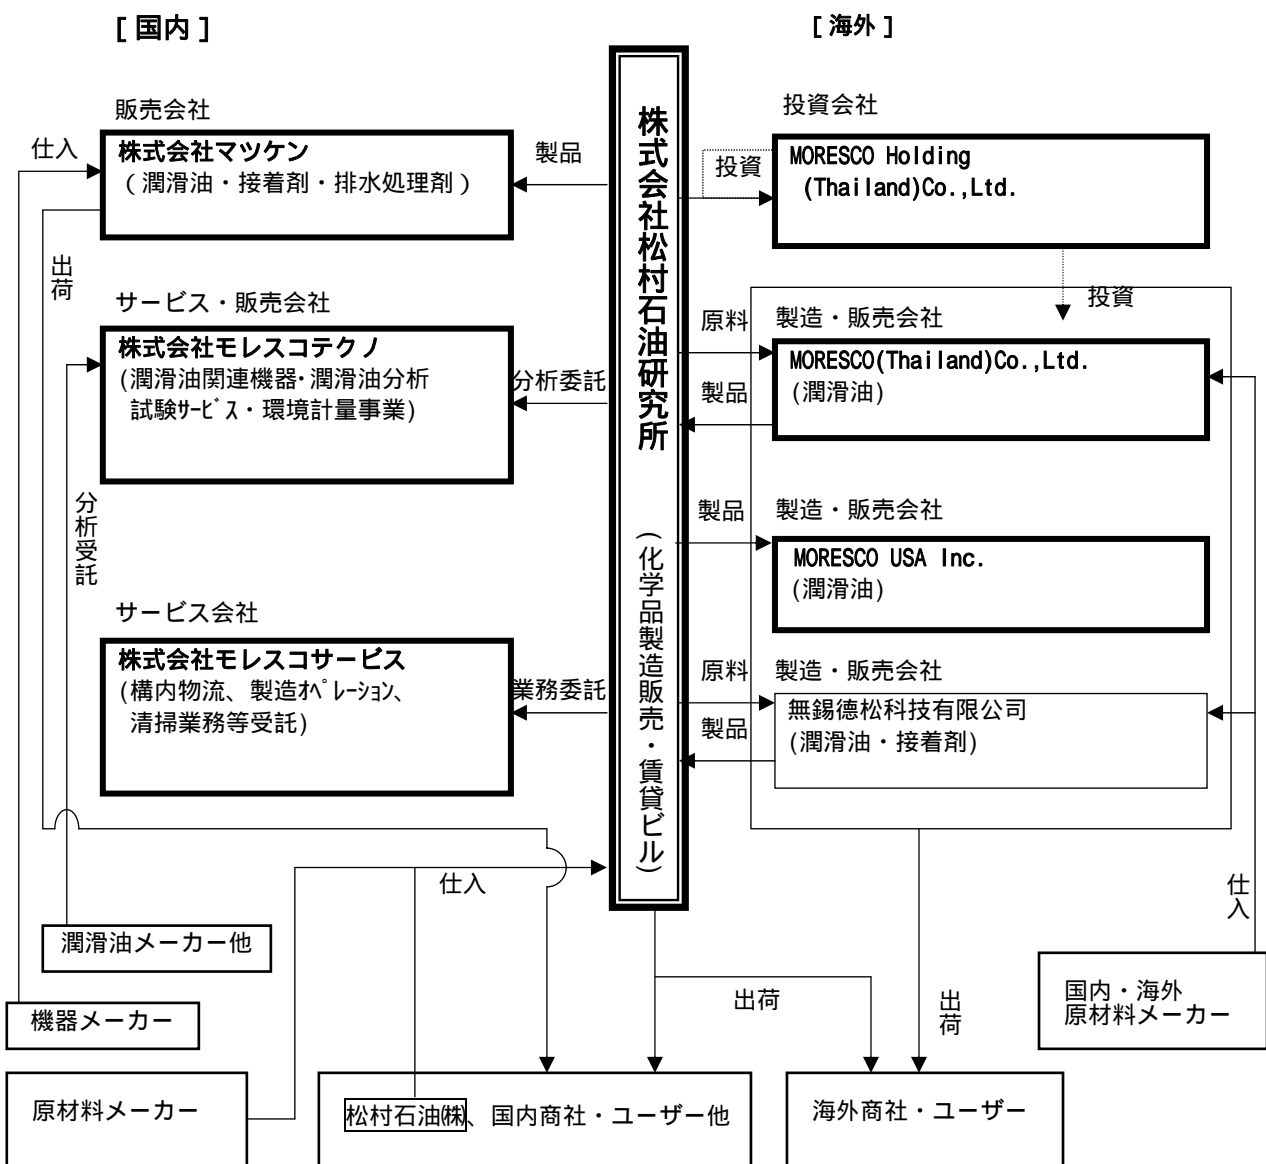 [ 国内 ]
[ 海外 ]
販売会社
仕入
株式会社マツケン
(潤滑油・接着剤・排水処理剤)
製品
出荷
サービス・販売会社
株式会社モレスコテクノ
(潤滑油関連機器・潤滑油分析
試験ｻｰﾋﾞｽ・環境計量事業)
分析委託
分析受託
サービス会社
株式会社モレスコサービス
(構内物流、製造ｵﾍﾟﾚｰｼｮﾝ、
清掃業務等受託)
業務委託
株式会社松村石油研究所
(化学品製造販売・賃貸ビル)
投資会社
投資
MORESCO Holding
(Thailand)Co.,Ltd.
投資
原料
製造・販売会社
MORESCO(Thailand)Co.,Ltd.
(潤滑油)
製品
製品
製造・販売会社
MORESCO USA Inc.
(潤滑油)
原料
製造・販売会社
無錫德松科技有限公司
(潤滑油・接着剤)
製品
仕入
仕入
潤滑油メーカー他
機器メーカー
原材料メーカー
出荷
出荷
国内・海外
原材料メーカー
松村石油㈱、国内商社・ユーザー他
海外商社・ユーザー